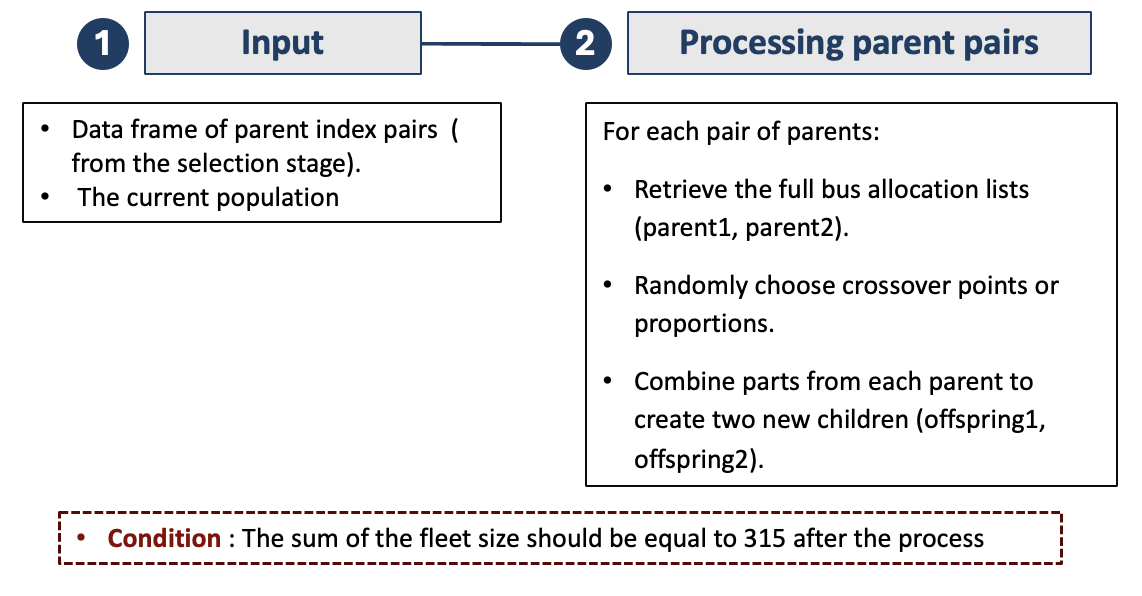 1 Input 2 Processing parent pairs
• Data frame of parent index pairs (
from the selection stage).
• The current population
For each pair of parents:
• Retrieve the full bus allocation lists
(parent1, parent2).
• Randomly choose crossover points or
proportions.
• Combine parts from each parent to
create two new children (offspring1,
offspring2).
• Condition : The sum of the fleet size should be equal to 315 after the process